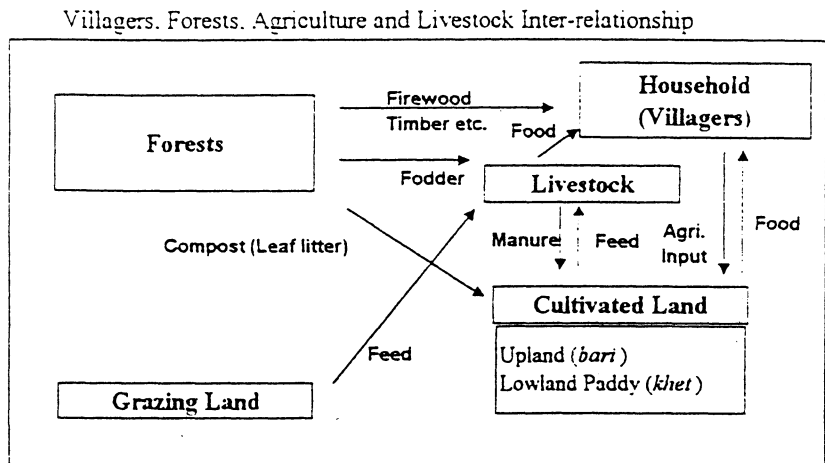 Villagers, Forests, Agriculture and Livestock Inter-relationship
Forests
Firewood
Timber etc.
Food
Household
(Villagers)
Fodder
Livestock
Compost (Leaf litter)
Manure
Feed
Agri.
Input
Food
Cultivated Land
Upland (bari)
Lowland Paddy (khet)
Feed
Grazing Land